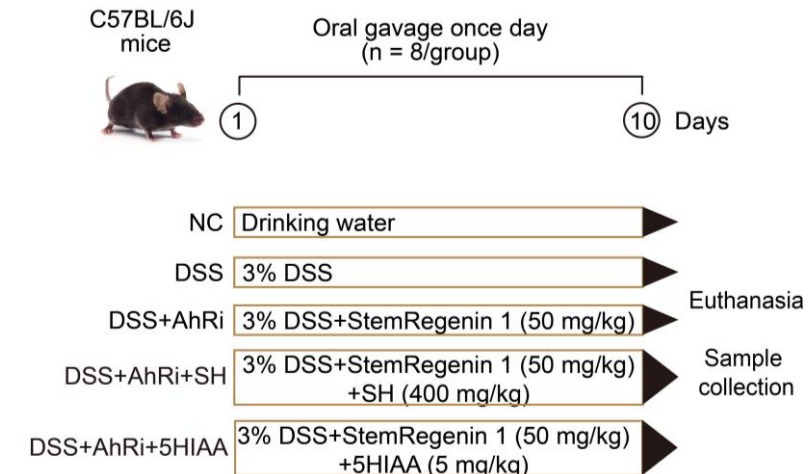 C57BL/6J
mice
Oral gavage once day
(n = 8/group)
1
10 Days
NC Drinking water
DSS 3% DSS
DSS+AhRi 3% DSS+StemRegenin 1 (50 mg/kg)
Euthanasia
DSS+AhRi+SH 3% DSS+StemRegenin 1 (50 mg/kg)
+SH (400 mg/kg)
Sample
collection
DSS+AhRi+5HIAA 3% DSS+StemRegenin 1 (50 mg/kg)
+5HIAA (5 mg/kg)